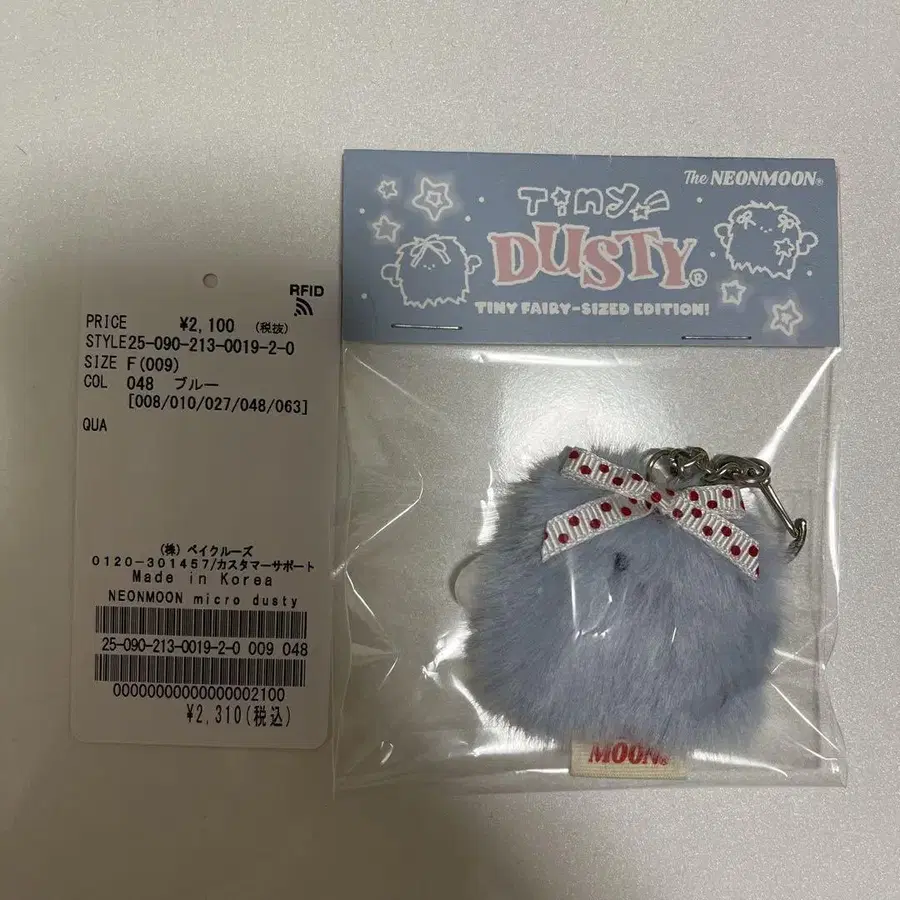 RFID
PRICE ¥2,100 (税抜)
STYLE25-090-213-0019-2-0
SIZE F(009)
COL 048 ブルー
[008/010/027/048/063]
QUA
(株) ベイクルーズ
0120-301457/カスタマーサポート
Made in Korea
NEONMOON micro dusty
25-090-213-0019-2-0 009 048
00000000000000002100
¥2,310(税込)
The NEONMOON®
Tiny
DUSTY®
TINY FAIRY-SIZED EDITION!
MOON®